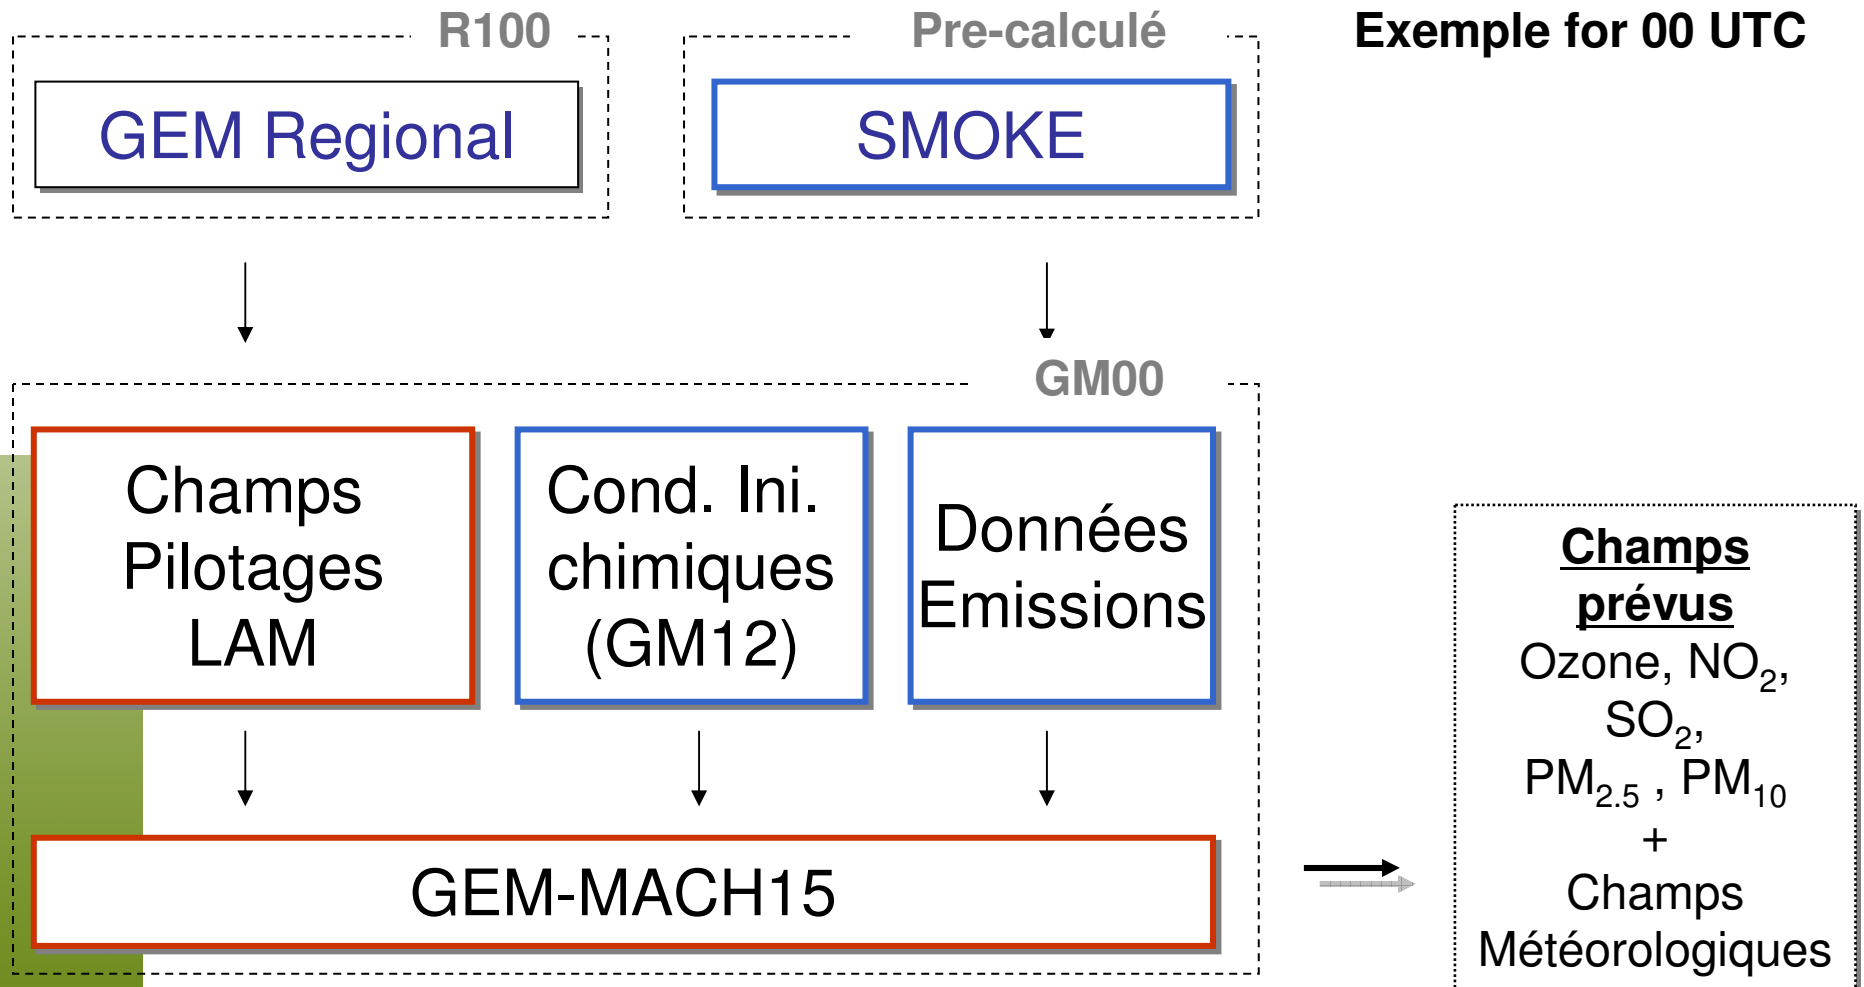 R100
Pre-calculé
Exemple for 00 UTC
GEM Regional
SMOKE
GM00
Champs
Pilotages
LAM
Cond. Ini.
chimiques
(GM12)
Données
Emissions
GEM-MACH15
Champs
prévus
Ozone, NO₂,
SO₂,
PM₂.₅ , PM₁₀
+
Champs
Météorologiques